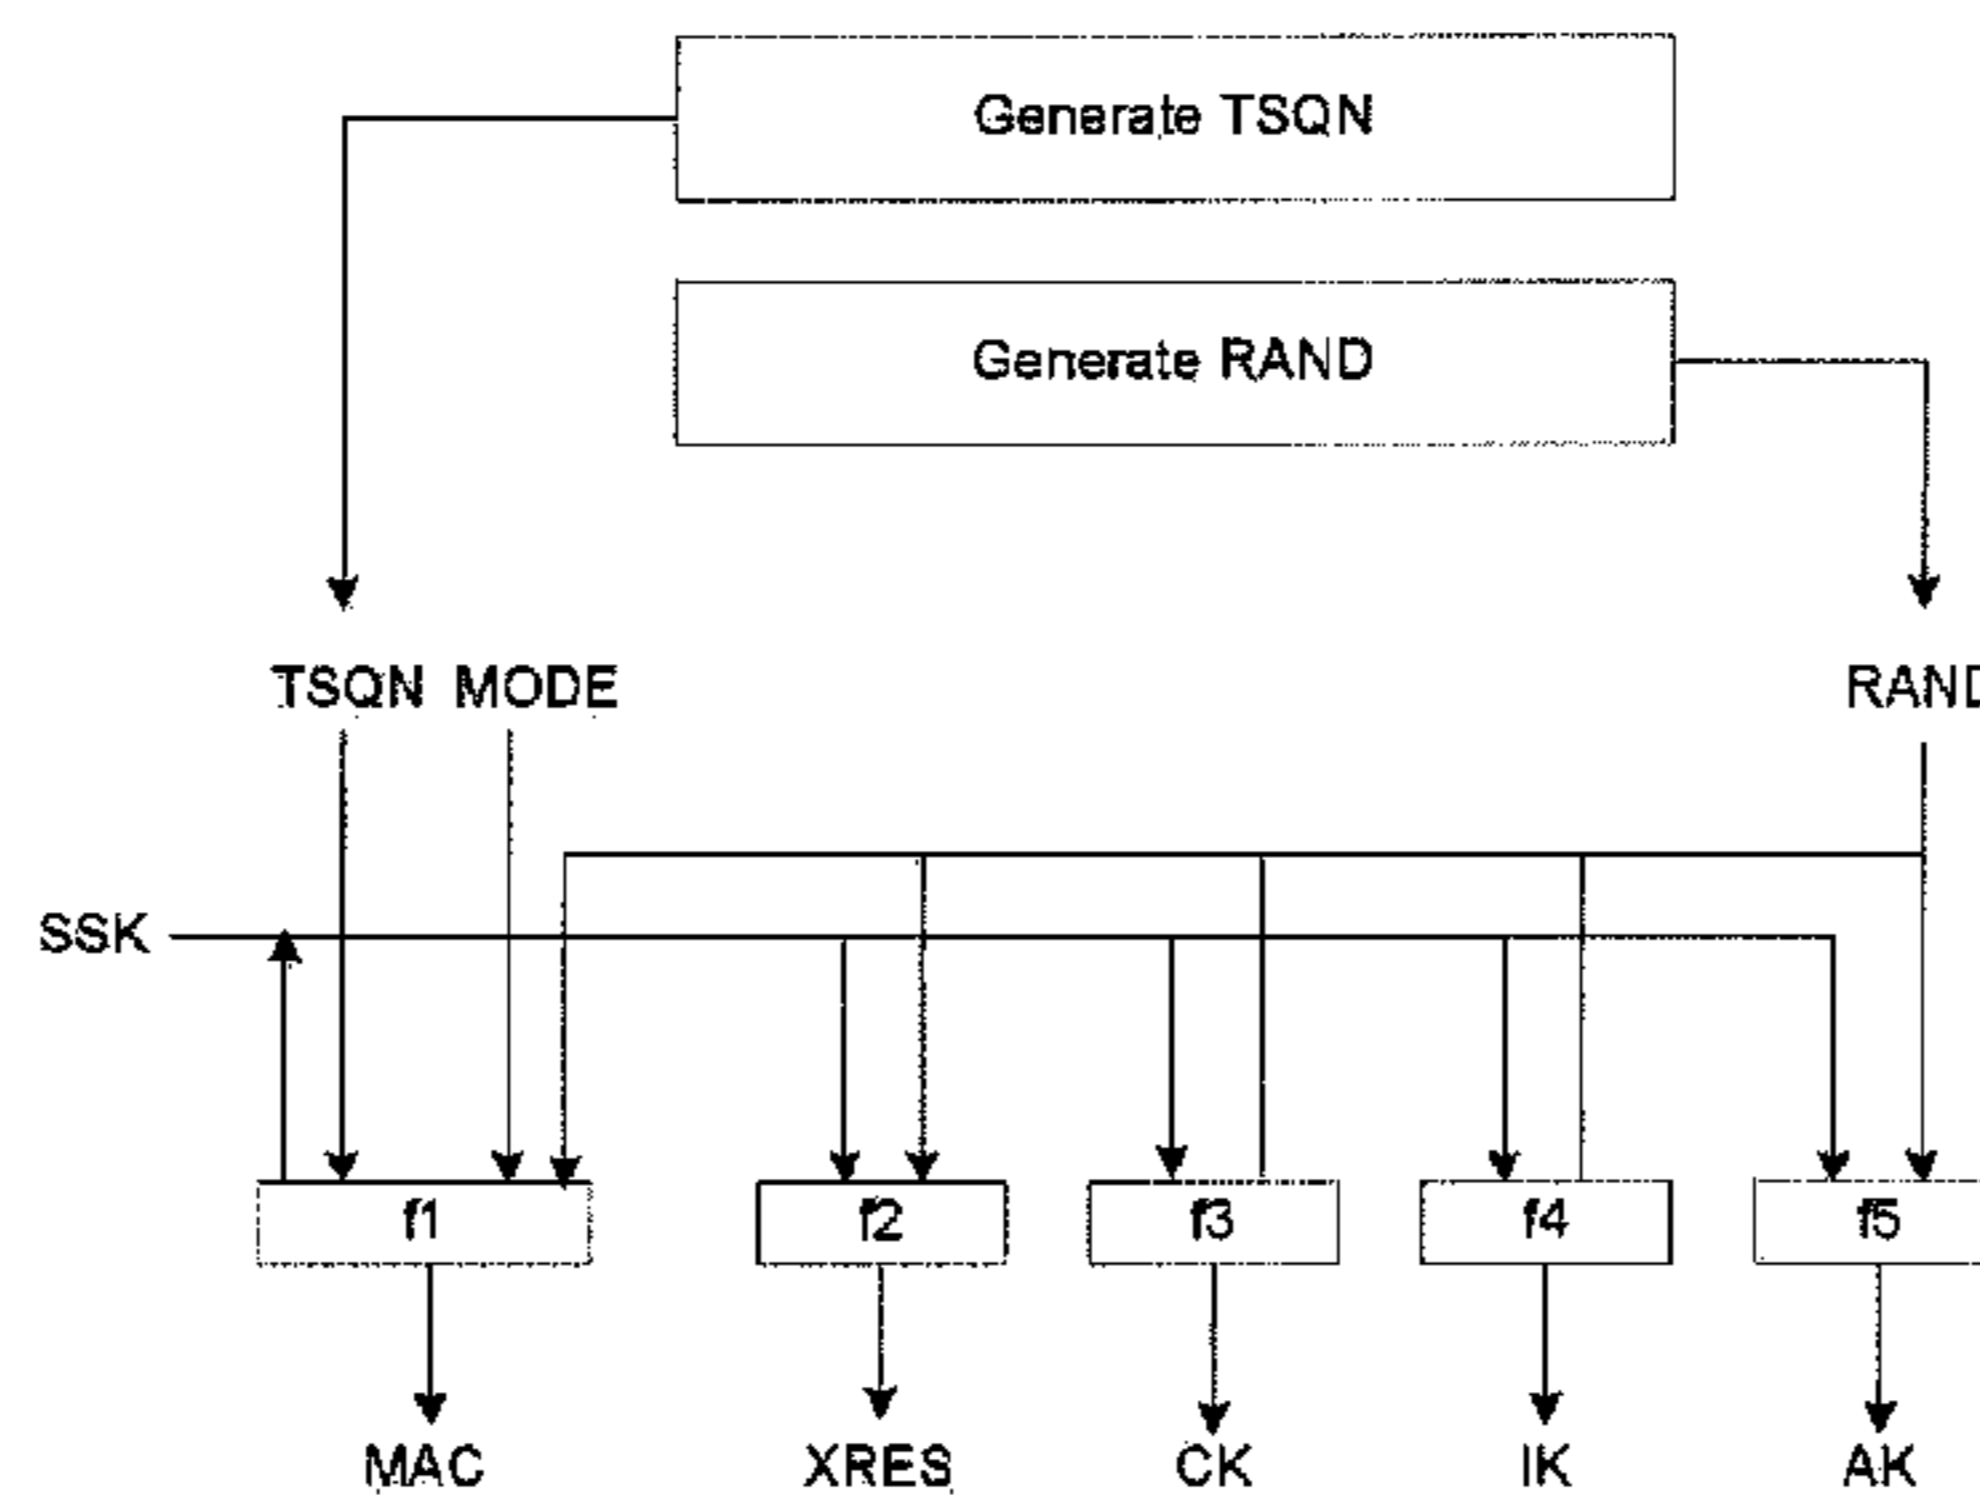 Generate TSQN
Generate RAND
TSQN MODE RAND
SSK
f1 f2 f3 f4 f5
MAC XRES CK IK AK